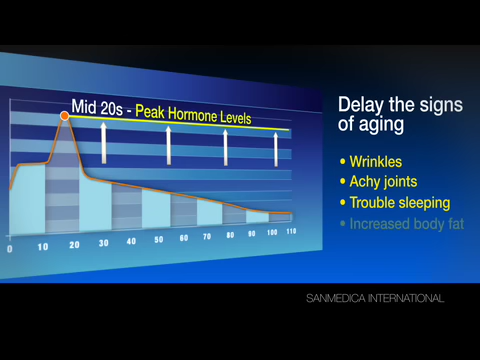 Mid 20s - Peak Hormone Levels
Delay the signs
of aging
• Wrinkles
• Achy joints
• Trouble sleeping
• Increased body fat
0 10 20 30 40 50 60 70 80 90 100 110
SANMEDICA INTERNATIONAL